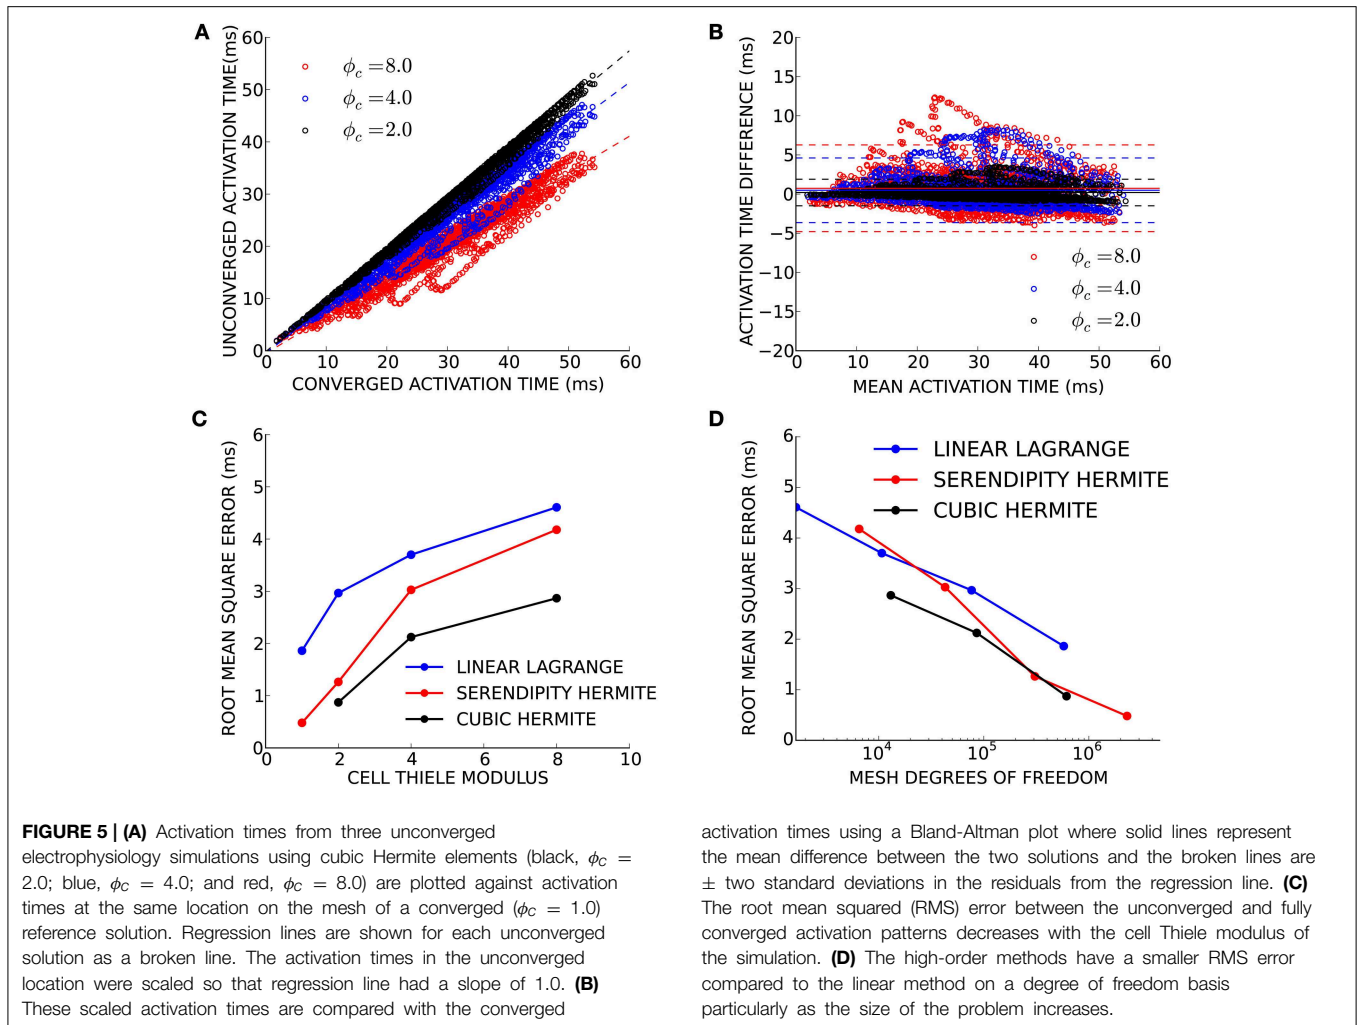 A
UNCONVERGED ACTIVATION TIME(ms)
60
50
40
30
20
10
0
ϕc = 8.0
ϕc = 4.0
ϕc = 2.0
0 10 20 30 40 50 60
CONVERGED ACTIVATION TIME (ms)
B
ACTIVATION TIME DIFFERENCE (ms)
20
15
10
5
0
−5
−10
−15
−20
ϕc = 8.0
ϕc = 4.0
ϕc = 2.0
0 10 20 30 40 50 60
MEAN ACTIVATION TIME (ms)
C
ROOT MEAN SQUARE ERROR (ms)
6
5
4
3
2
1
0
LINEAR LAGRANGE
SERENDIPITY HERMITE
CUBIC HERMITE
0 2 4 6 8 10
CELL THIELE MODULUS
D
ROOT MEAN SQUARE ERROR (ms)
6
5
4
3
2
1
0
LINEAR LAGRANGE
SERENDIPITY HERMITE
CUBIC HERMITE
10⁴ 10⁵ 10⁶
MESH DEGREES OF FREEDOM
FIGURE 5 | (A) Activation times from three unconverged
electrophysiology simulations using cubic Hermite elements (black, ϕC =
2.0; blue, ϕC = 4.0; and red, ϕC = 8.0) are plotted against activation
times at the same location on the mesh of a converged (ϕC = 1.0)
reference solution. Regression lines are shown for each unconverged
solution as a broken line. The activation times in the unconverged
location were scaled so that regression line had a slope of 1.0. (B)
These scaled activation times are compared with the converged
activation times using a Bland-Altman plot where solid lines represent
the mean difference between the two solutions and the broken lines are
± two standard deviations in the residuals from the regression line. (C)
The root mean squared (RMS) error between the unconverged and fully
converged activation patterns decreases with the cell Thiele modulus of
the simulation. (D) The high-order methods have a smaller RMS error
compared to the linear method on a degree of freedom basis
particularly as the size of the problem increases.